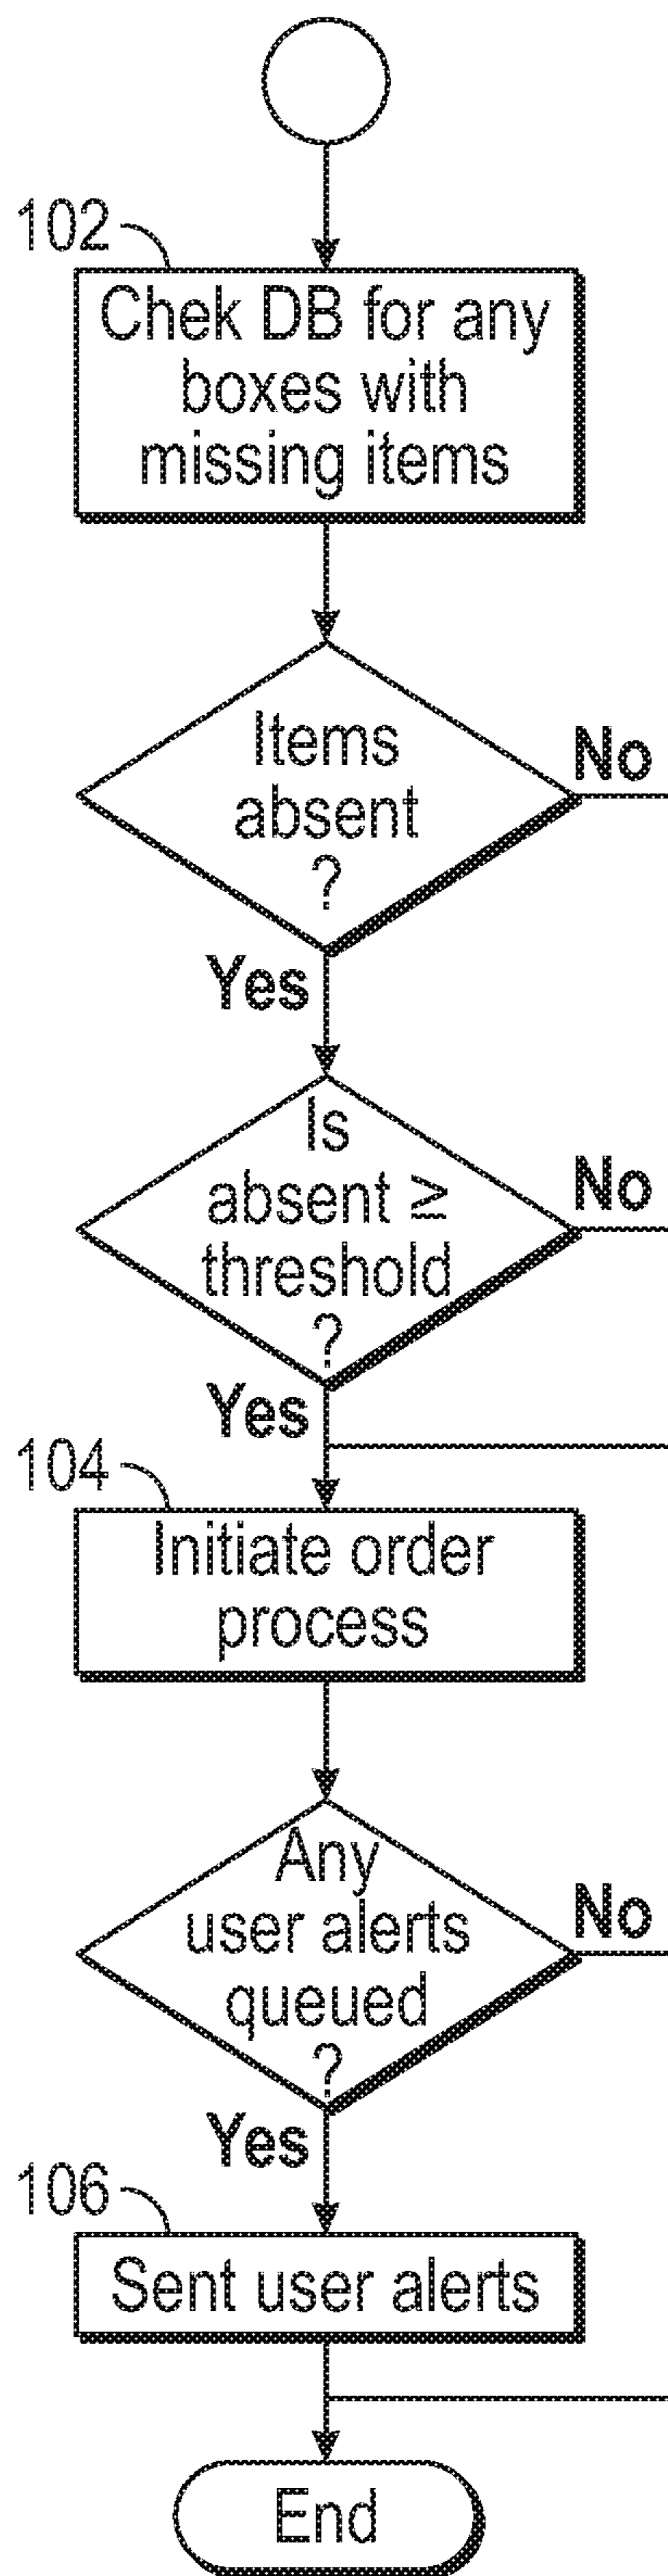 102
Chek DB for any
boxes with
missing items
Items
absent
?
No
Yes
Is
absent ≥
threshold
?
No
Yes
104
Initiate order
process
Any
user alerts
queued
?
No
Yes
106
Sent user alerts
End